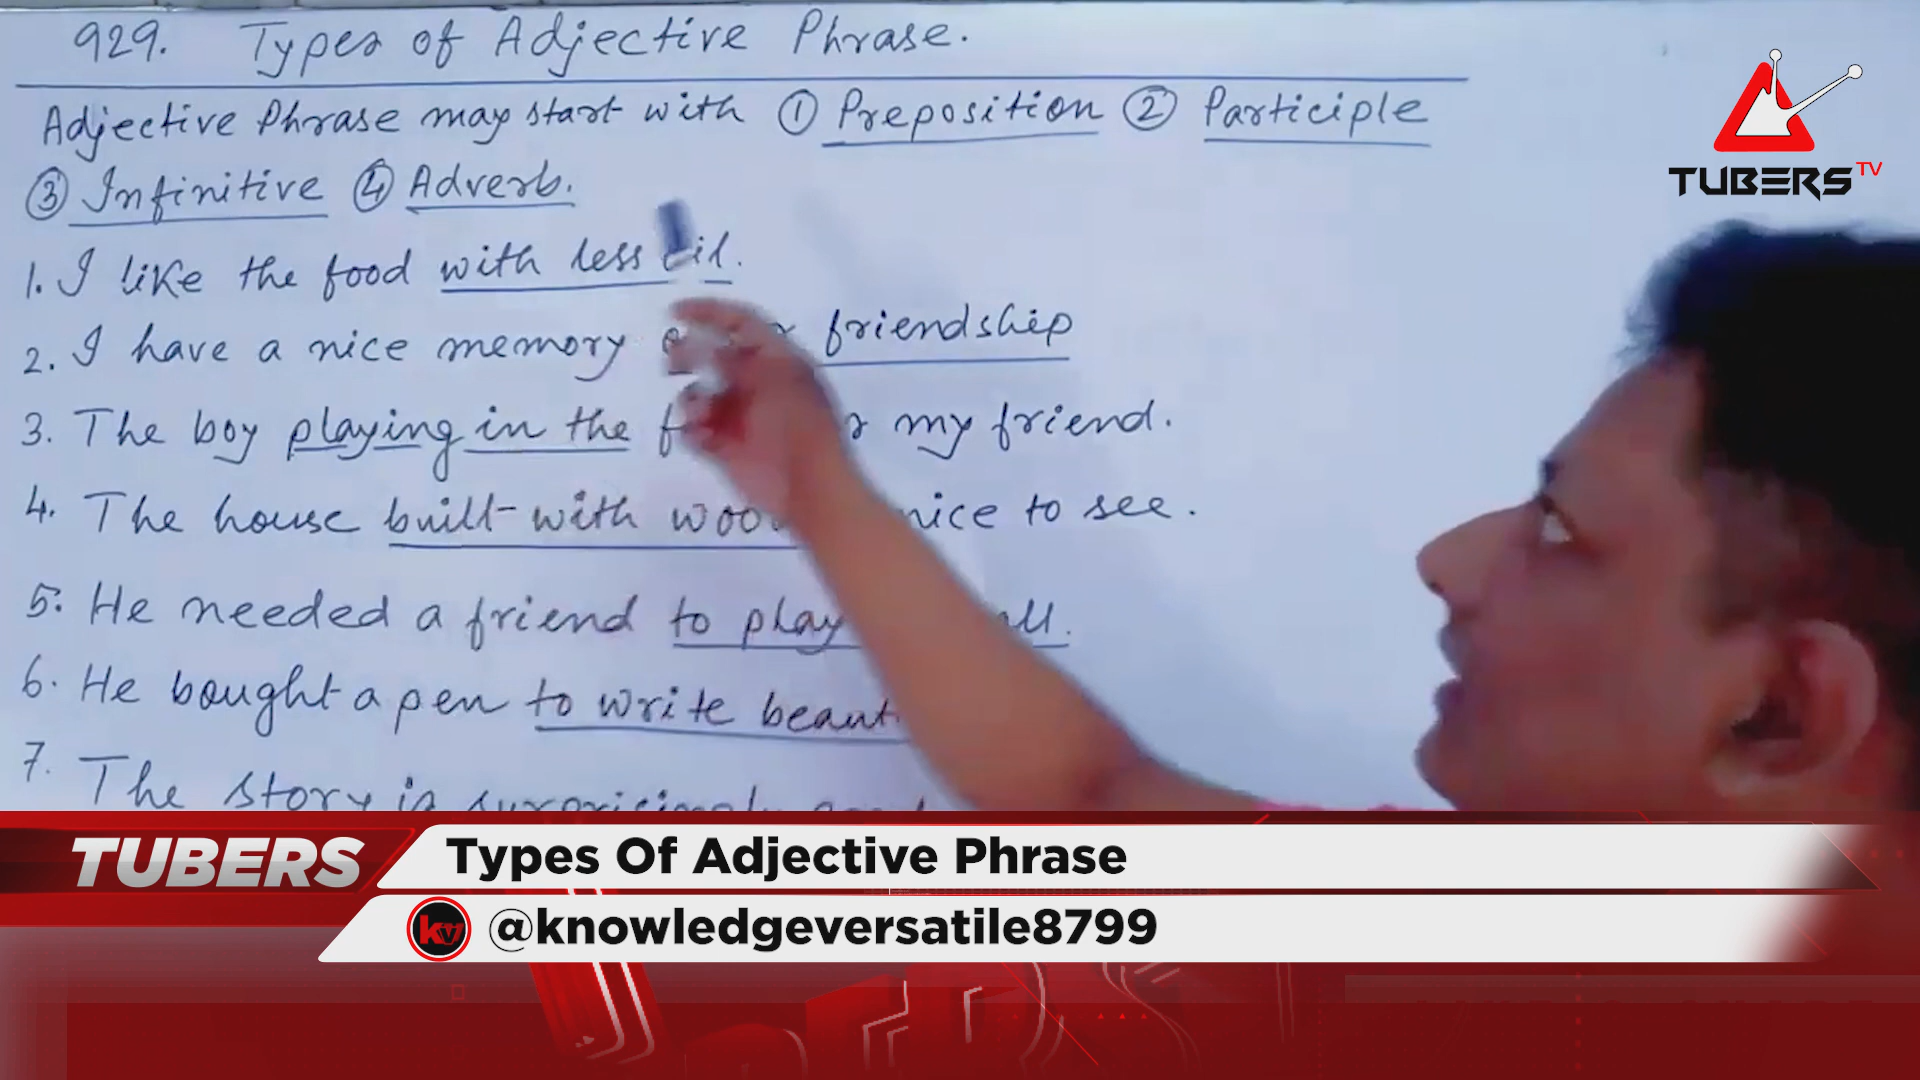 929. Types of Adjective Phrase.
Adjective Phrase may start with ① Preposition ② Participle
③ Infinitive ④ Adverb.
1. I like the food with less oil.
2. I have a nice memory friendship
3. The boy playing in the my friend.
4. The house built with nice to see.
5. He needed a friend to play
6. He bought a pen to write
7. The story is surprisingly
TUBERS TV
TUBERS
Types Of Adjective Phrase
kv @knowledgeversatile8799